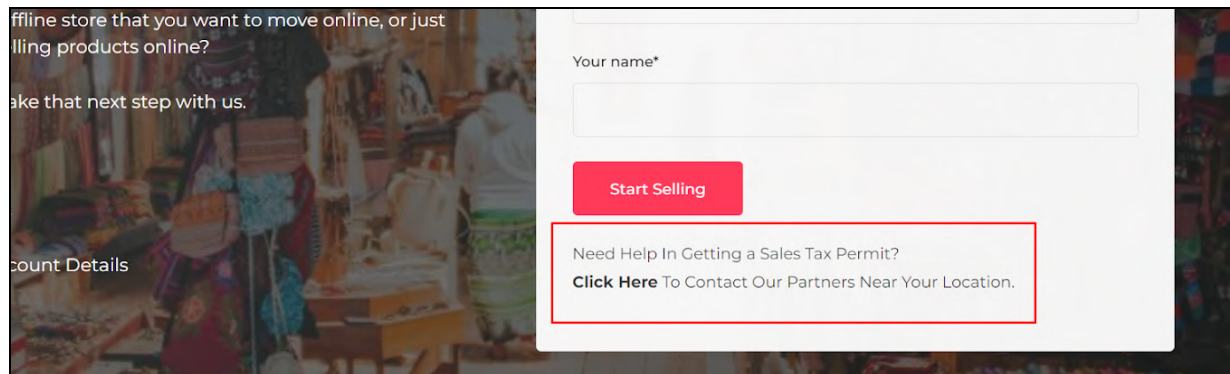 ffline store that you want to move online, or just
lling products online?
ake that next step with us.
count Details
Your name*
Start Selling
Need Help In Getting a Sales Tax Permit?
Click Here To Contact Our Partners Near Your Location.